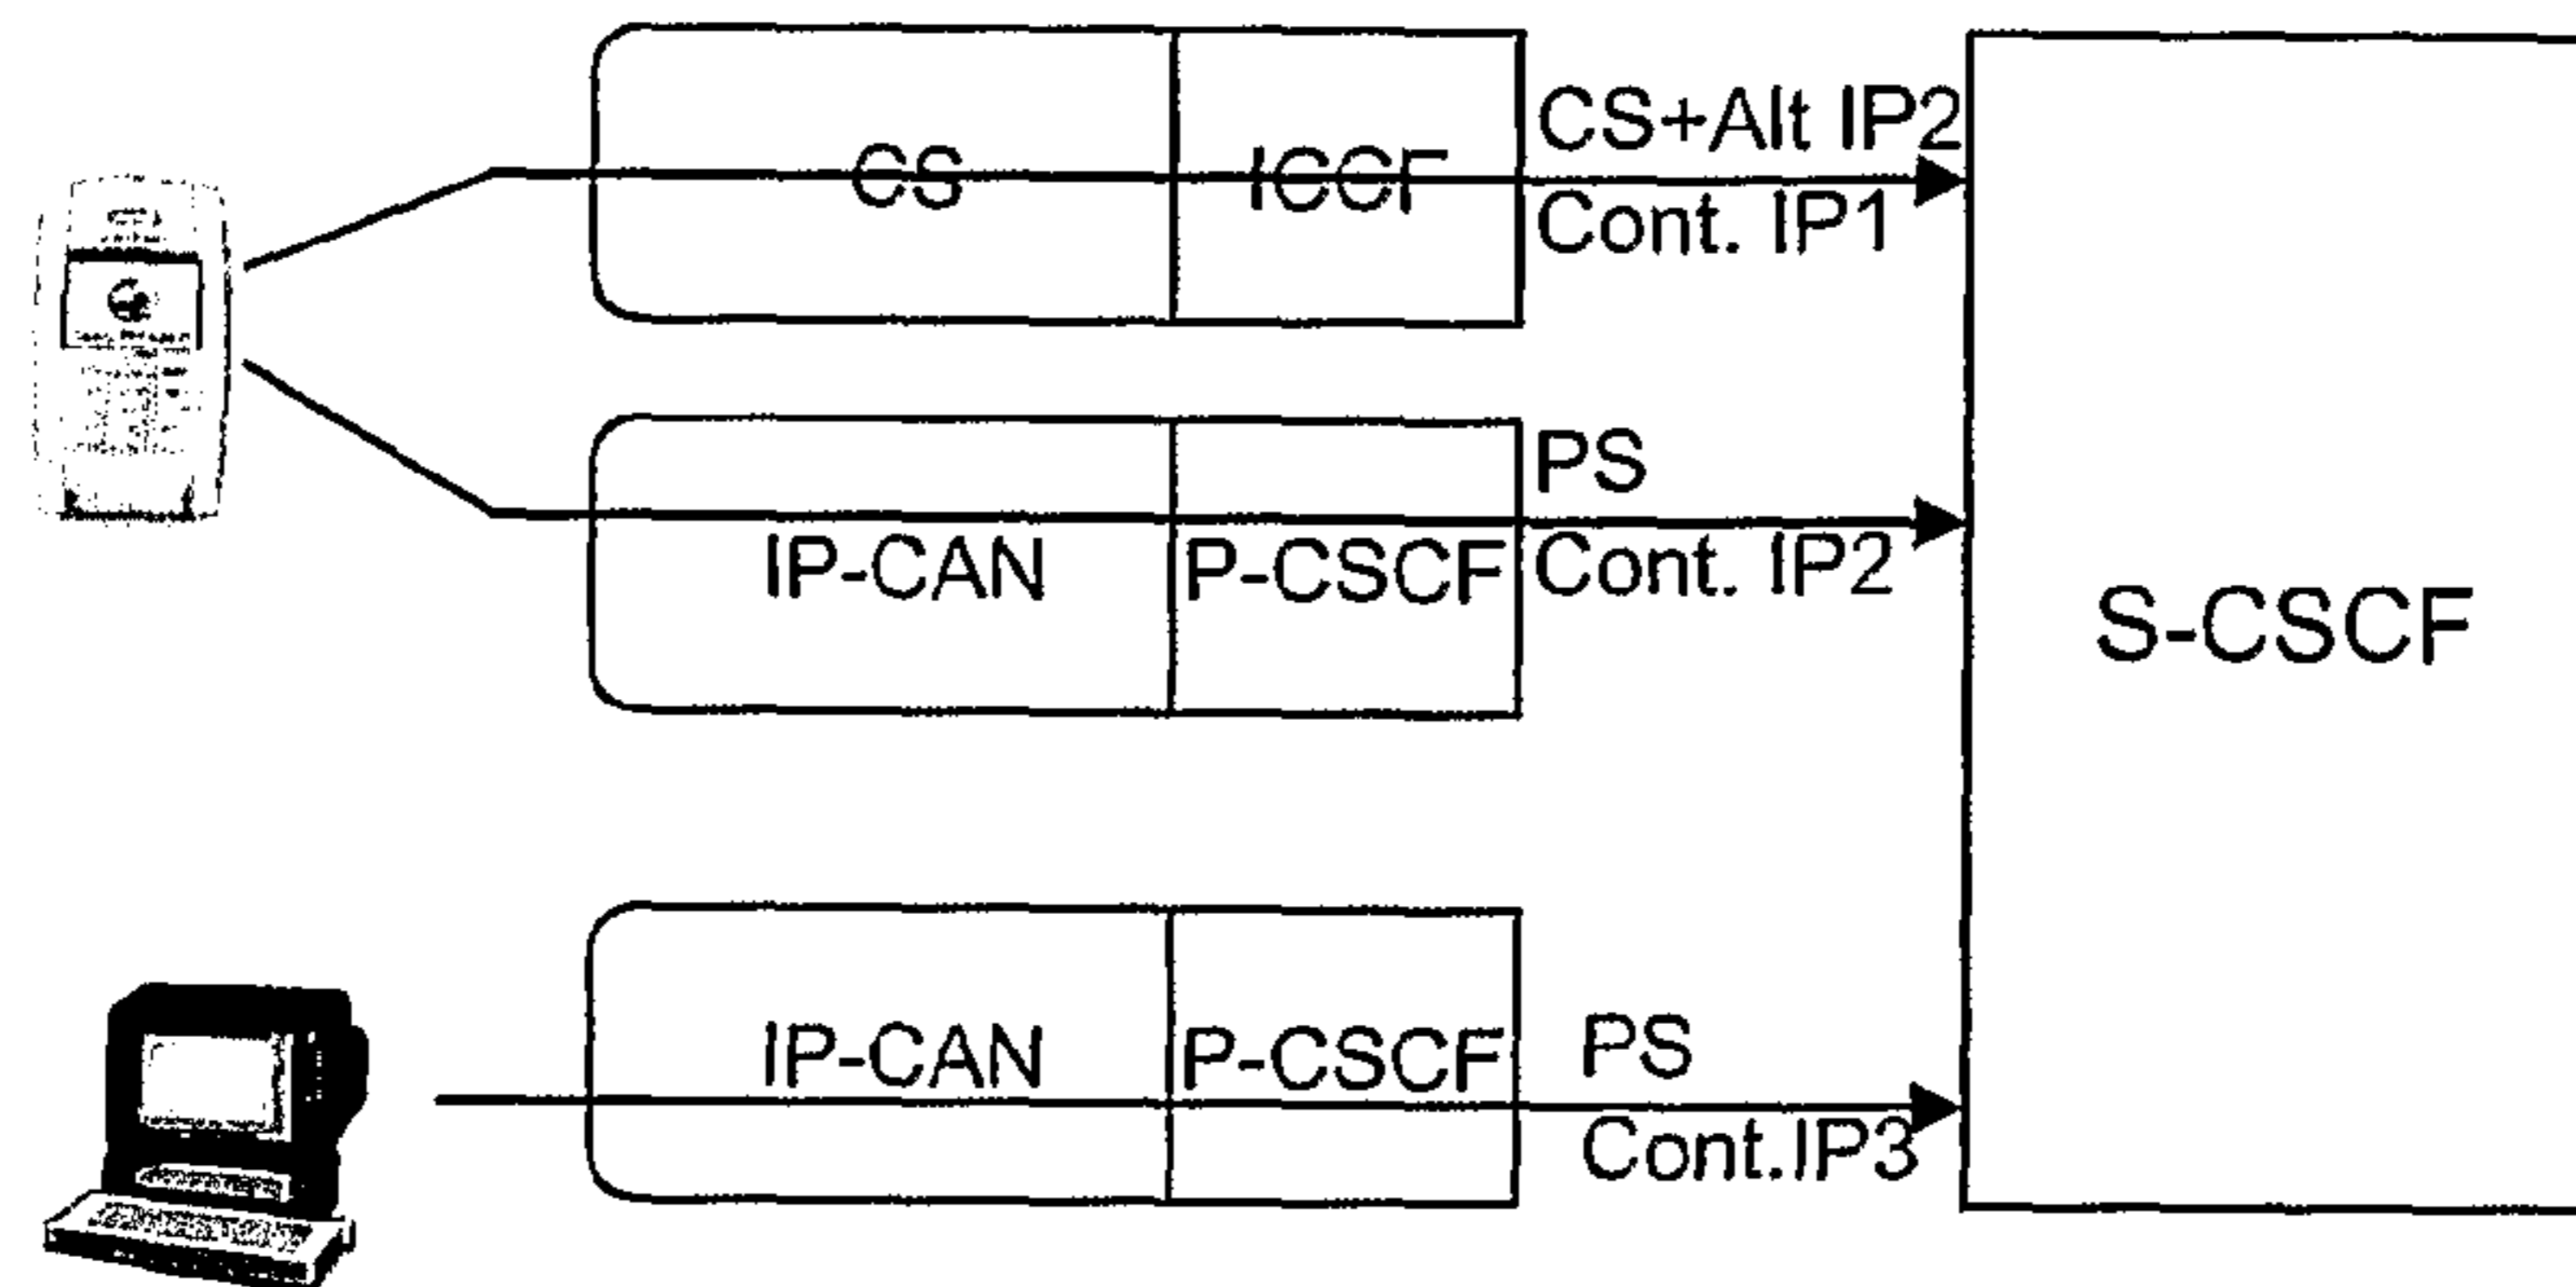 CS
ICCF
CS+Alt IP2
Cont. IP1
IP-CAN
P-CSCF
PS
Cont. IP2
S-CSCF
IP-CAN
P-CSCF
PS
Cont.IP3